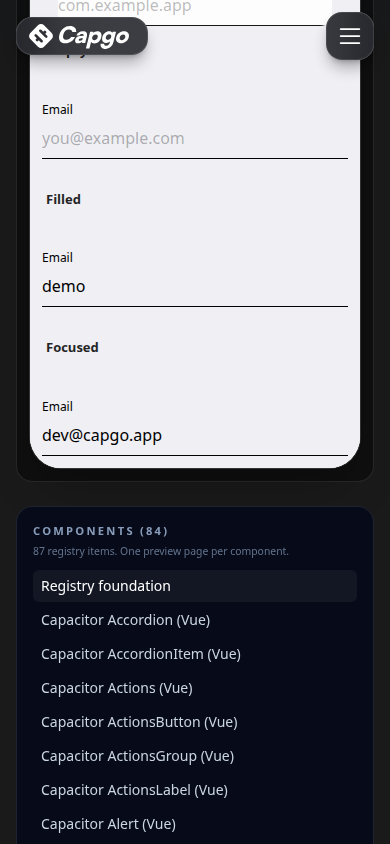 com.example.app
Capgo
Email
you@example.com
Filled
Email
demo
Focused
Email
dev@capgo.app
COMPONENTS (84)
87 registry items. One preview page per component.
Registry foundation
Capacitor Accordion (Vue)
Capacitor AccordionItem (Vue)
Capacitor Actions (Vue)
Capacitor ActionsButton (Vue)
Capacitor ActionsGroup (Vue)
Capacitor ActionsLabel (Vue)
Capacitor Alert (Vue)